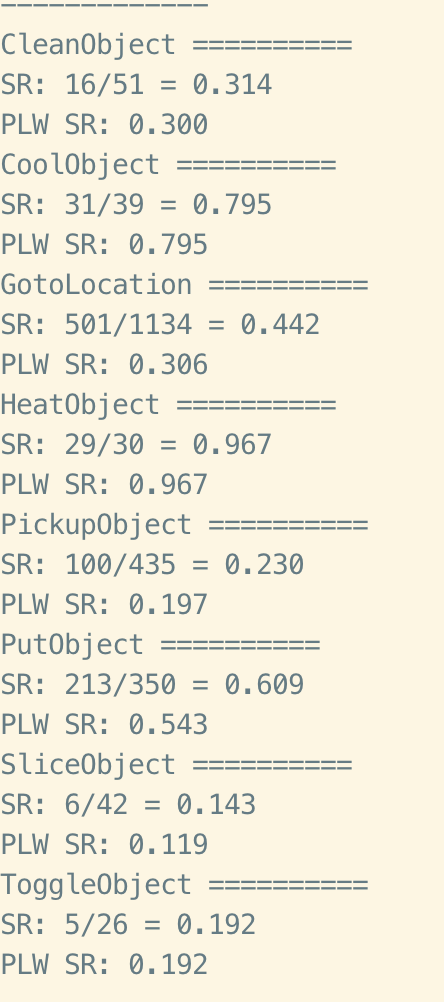 =============
CleanObject ==========
SR: 16/51 = 0.314
PLW SR: 0.300
CoolObject ==========
SR: 31/39 = 0.795
PLW SR: 0.795
GotoLocation ==========
SR: 501/1134 = 0.442
PLW SR: 0.306
HeatObject ==========
SR: 29/30 = 0.967
PLW SR: 0.967
PickupObject ==========
SR: 100/435 = 0.230
PLW SR: 0.197
PutObject ==========
SR: 213/350 = 0.609
PLW SR: 0.543
SliceObject ==========
SR: 6/42 = 0.143
PLW SR: 0.119
ToggleObject ==========
SR: 5/26 = 0.192
PLW SR: 0.192